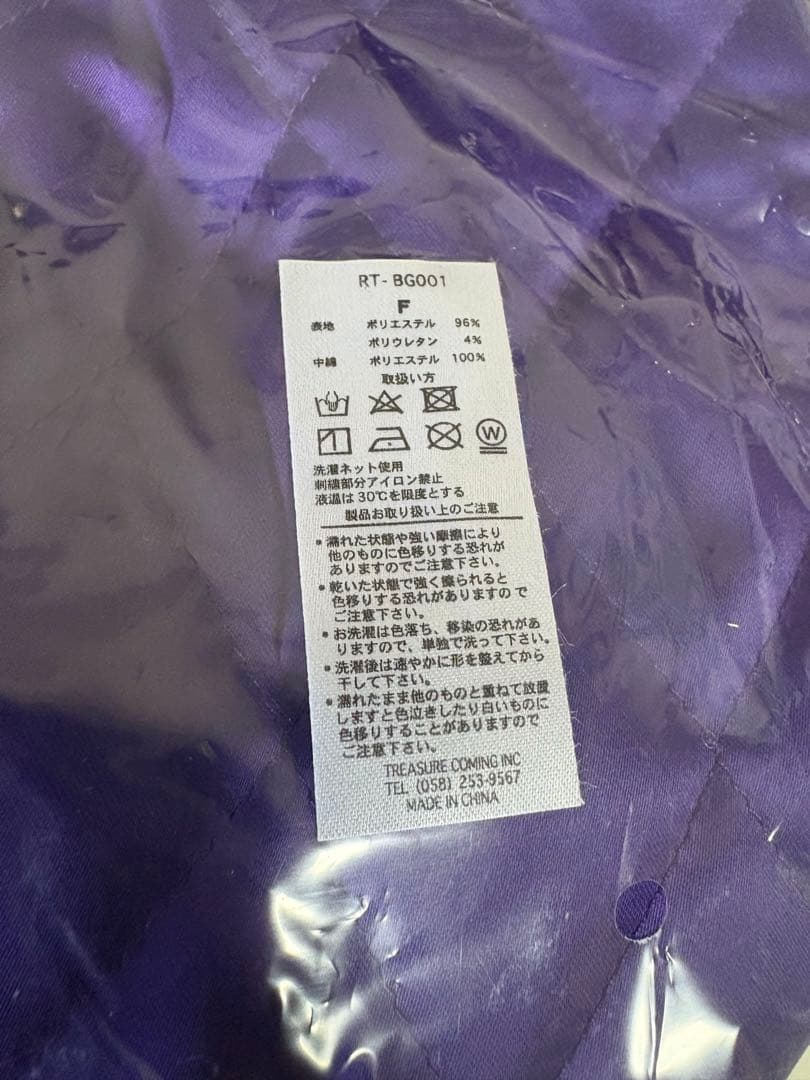 RT-BG001
F
表地 ポリエステル 96%
ポリウレタン 4%
中綿 ポリエステル 100%
取扱い方
W
洗濯ネット使用
刺繍部分アイロン禁止
液温は30℃を限度とする
製品お取り扱い上のご注意
・濡れた状態や強い摩擦により
他のものに色移りする恐れが
ありますのでご注意下さい。
・乾いた状態で強く擦られると
色移りする恐れがありますので
ご注意下さい。
・お洗濯は色落ち、移染の恐れがあ
りますので、単独で洗って下さい。
・洗濯後は速やかに形を整えてから
干して下さい。
・濡れたまま他のものと重ねて放置
しますと色泣きしたり白いものに
色移りすることがありますので
ご注意下さい。
TREASURE COMING INC
TEL (058) 253-9567
MADE IN CHINA